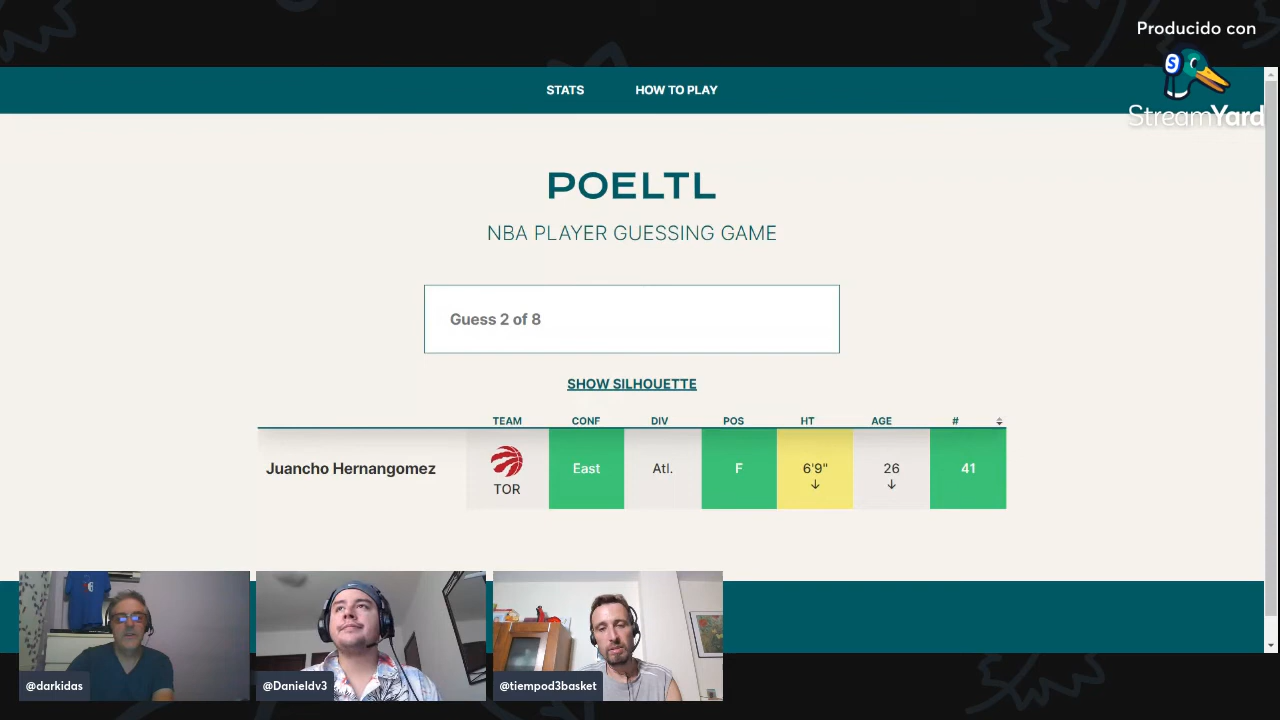 Producido con
StreamYard
STATS HOW TO PLAY
POELTL
NBA PLAYER GUESSING GAME
Guess 2 of 8
SHOW SILHOUETTE
TEAM CONF DIV POS HT AGE #
Juancho Hernangomez TOR East Atl. F 6'9" ↓ 26 ↓ 41
@darkidas @Danieldv3 @tiempod3basket